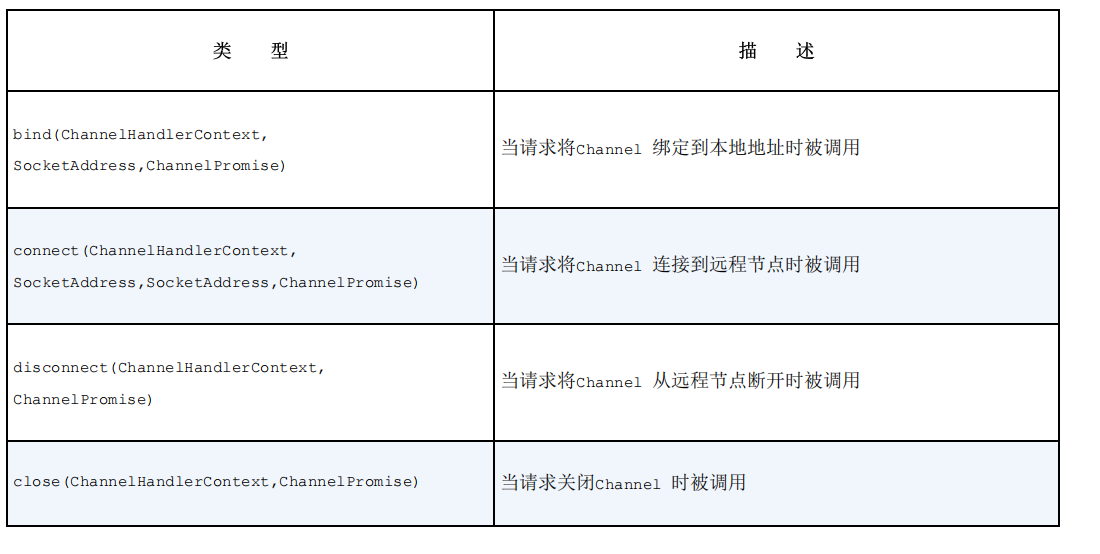 类 型
描 述
bind(ChannelHandlerContext,
SocketAddress,ChannelPromise)
当请求将Channel 绑定到本地地址时被调用
connect(ChannelHandlerContext,
SocketAddress,SocketAddress,ChannelPromise)
当请求将Channel 连接到远程节点时被调用
disconnect(ChannelHandlerContext,
ChannelPromise)
当请求将Channel 从远程节点断开时被调用
close(ChannelHandlerContext,ChannelPromise)
当请求关闭Channel 时被调用